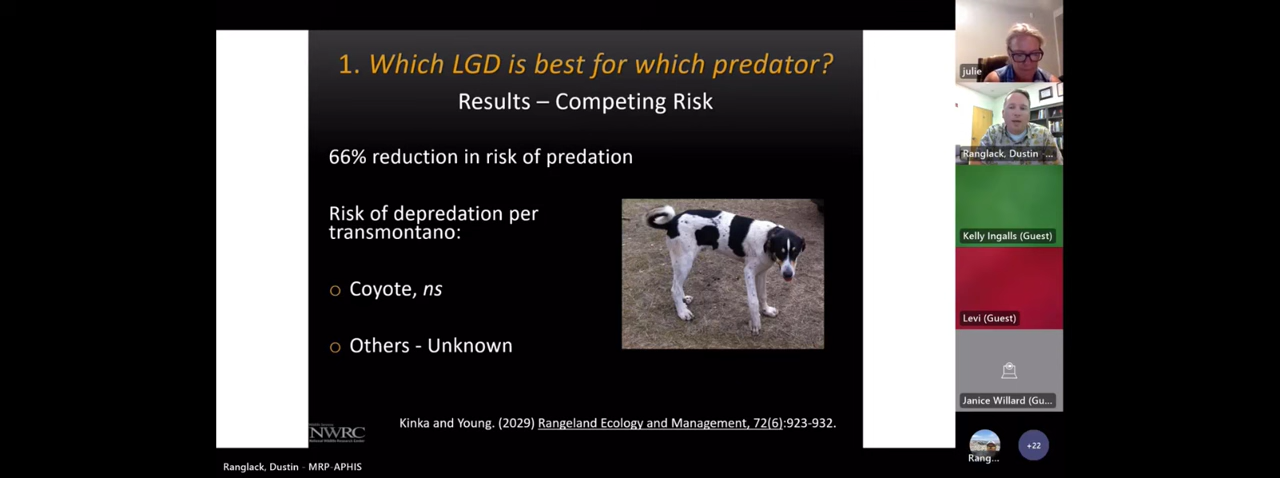 1. Which LGD is best for which predator?
Results – Competing Risk
66% reduction in risk of predation
Risk of depredation per
transmontano:
Coyote, ns
Others - Unknown
Kinka and Young. (2029) Rangeland Ecology and Management, 72(6):923-932.
NWRC
Ranglack, Dustin - MRP-APHIS
julie
Ranglack, Dustin -...
Kelly Ingalls (Guest)
Levi (Guest)
Janice Willard (Gu...
Rang...
+22